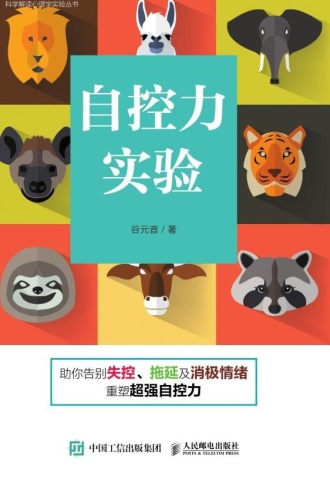 科学解读心理学实验丛书
自控力
实验
谷元音/著
助你告别失控、拖延及消极情绪
重塑超强自控力
中国工信出版集团
人民邮电出版社
POSTS & TELECOM PRESS